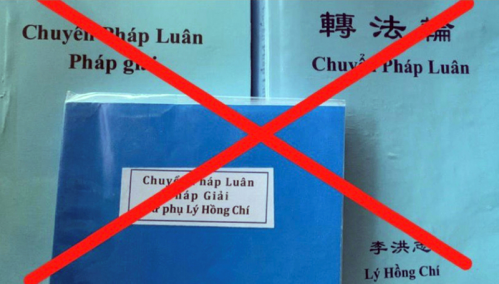 Chuyển Pháp Luân
Pháp giải
轉法輪
Chuyển Pháp Luân
Chuyển Pháp Luân
Pháp Giải
phụ Lý Hồng Chí
李洪志
Lý Hồng Chí